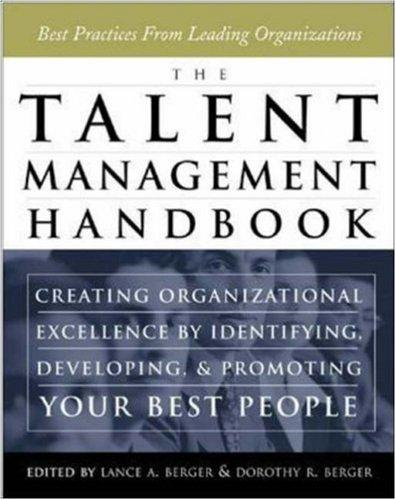 Best Practices From Leading Organizations
THE
TALENT
MANAGEMENT
HANDBOOK
CREATING ORGANIZATIONAL
EXCELLENCE BY IDENTIFYING,
DEVELOPING, & PROMOTING
YOUR BEST PEOPLE
EDITED BY LANCE A. BERGER & DOROTHY R. BERGER